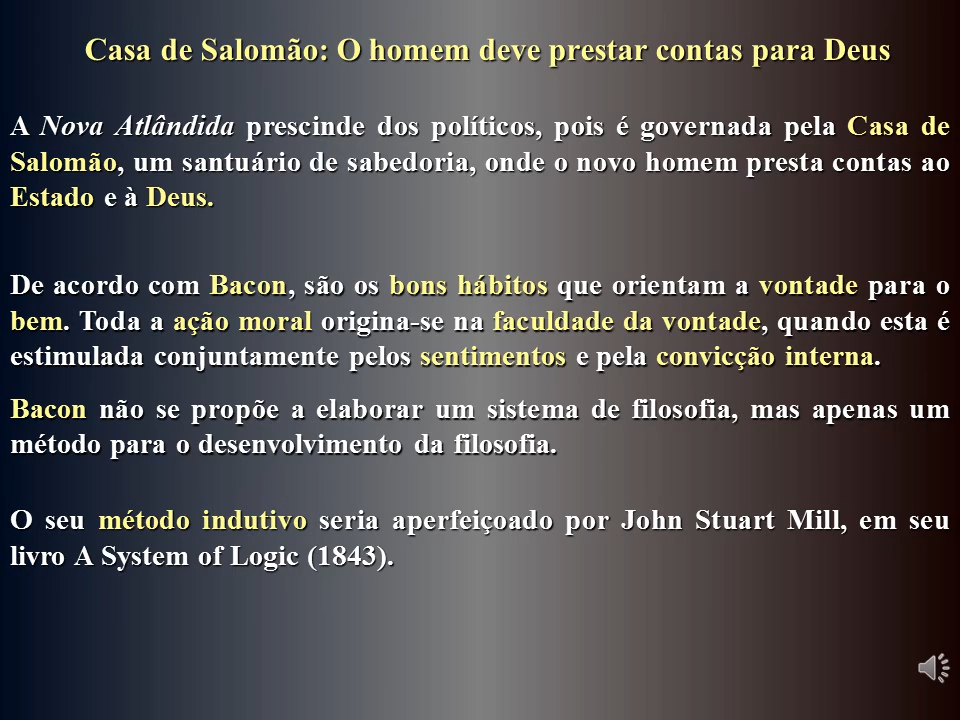 Casa de Salomão: O homem deve prestar contas para Deus
A Nova Atlândida prescinde dos políticos, pois é governada pela Casa de
Salomão, um santuário de sabedoria, onde o novo homem presta contas ao
Estado e à Deus.
De acordo com Bacon, são os bons hábitos que orientam a vontade para o
bem. Toda a ação moral origina-se na faculdade da vontade, quando esta é
estimulada conjuntamente pelos sentimentos e pela convicção interna.
Bacon não se propõe a elaborar um sistema de filosofia, mas apenas um
método para o desenvolvimento da filosofia.
O seu método indutivo seria aperfeiçoado por John Stuart Mill, em seu
livro A System of Logic (1843).